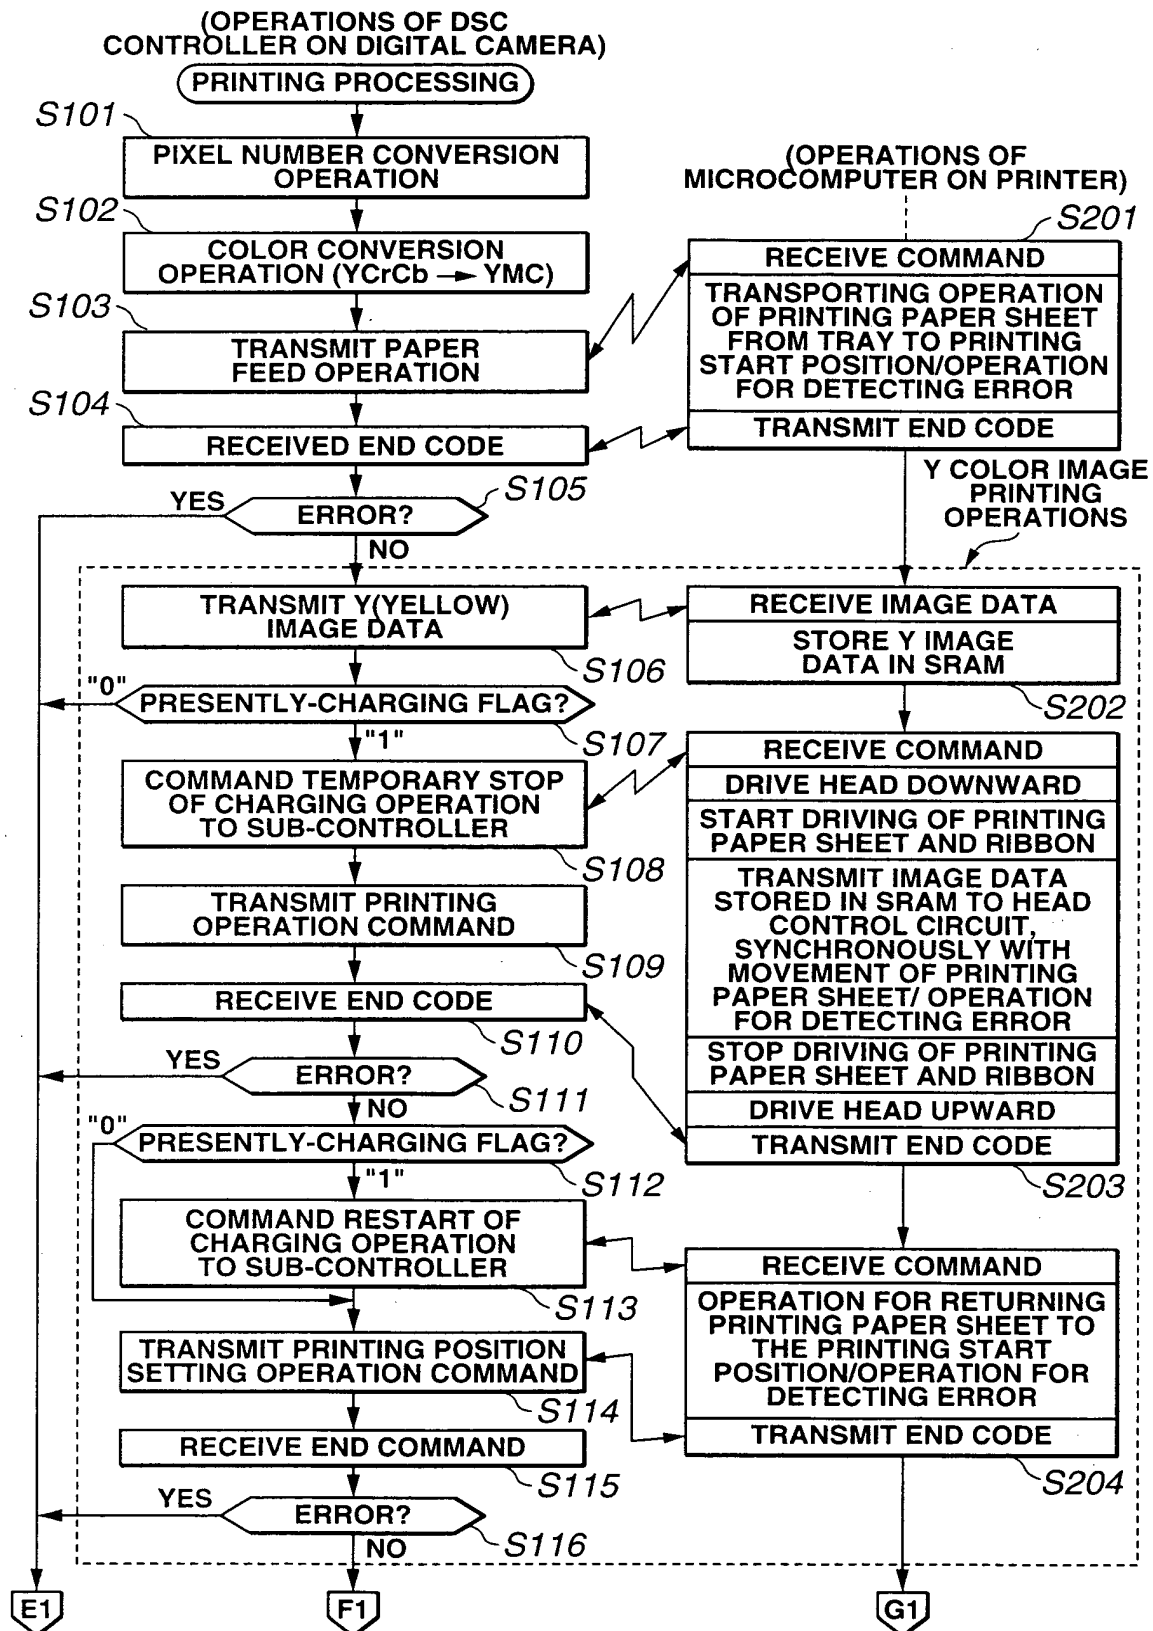 (OPERATIONS OF DSC
CONTROLLER ON DIGITAL CAMERA)
PRINTING PROCESSING
S101
PIXEL NUMBER CONVERSION
OPERATION
S102
COLOR CONVERSION
OPERATION (YCrCb → YMC)
S103
TRANSMIT PAPER
FEED OPERATION
S104
RECEIVED END CODE
S105
YES
ERROR?
NO
TRANSMIT Y(YELLOW)
IMAGE DATA
S106
"0"
PRESENTLY-CHARGING FLAG?
S107
"1"
COMMAND TEMPORARY STOP
OF CHARGING OPERATION
TO SUB-CONTROLLER
S108
TRANSMIT PRINTING
OPERATION COMMAND
S109
RECEIVE END CODE
S110
YES
ERROR?
S111
NO
"0"
PRESENTLY-CHARGING FLAG?
S112
"1"
COMMAND RESTART OF
CHARGING OPERATION
TO SUB-CONTROLLER
S113
TRANSMIT PRINTING POSITION
SETTING OPERATION COMMAND
S114
RECEIVE END COMMAND
S115
YES
ERROR?
S116
NO
E1
F1
(OPERATIONS OF
MICROCOMPUTER ON PRINTER)
S201
RECEIVE COMMAND
TRANSPORTING OPERATION
OF PRINTING PAPER SHEET
FROM TRAY TO PRINTING
START POSITION/OPERATION
FOR DETECTING ERROR
TRANSMIT END CODE
Y COLOR IMAGE
PRINTING
OPERATIONS
RECEIVE IMAGE DATA
STORE Y IMAGE
DATA IN SRAM
S202
RECEIVE COMMAND
DRIVE HEAD DOWNWARD
START DRIVING OF PRINTING
PAPER SHEET AND RIBBON
TRANSMIT IMAGE DATA
STORED IN SRAM TO HEAD
CONTROL CIRCUIT,
SYNCHRONOUSLY WITH
MOVEMENT OF PRINTING
PAPER SHEET/ OPERATION
FOR DETECTING ERROR
STOP DRIVING OF PRINTING
PAPER SHEET AND RIBBON
DRIVE HEAD UPWARD
TRANSMIT END CODE
S203
RECEIVE COMMAND
OPERATION FOR RETURNING
PRINTING PAPER SHEET TO
THE PRINTING START
POSITION/OPERATION FOR
DETECTING ERROR
TRANSMIT END CODE
S204
G1